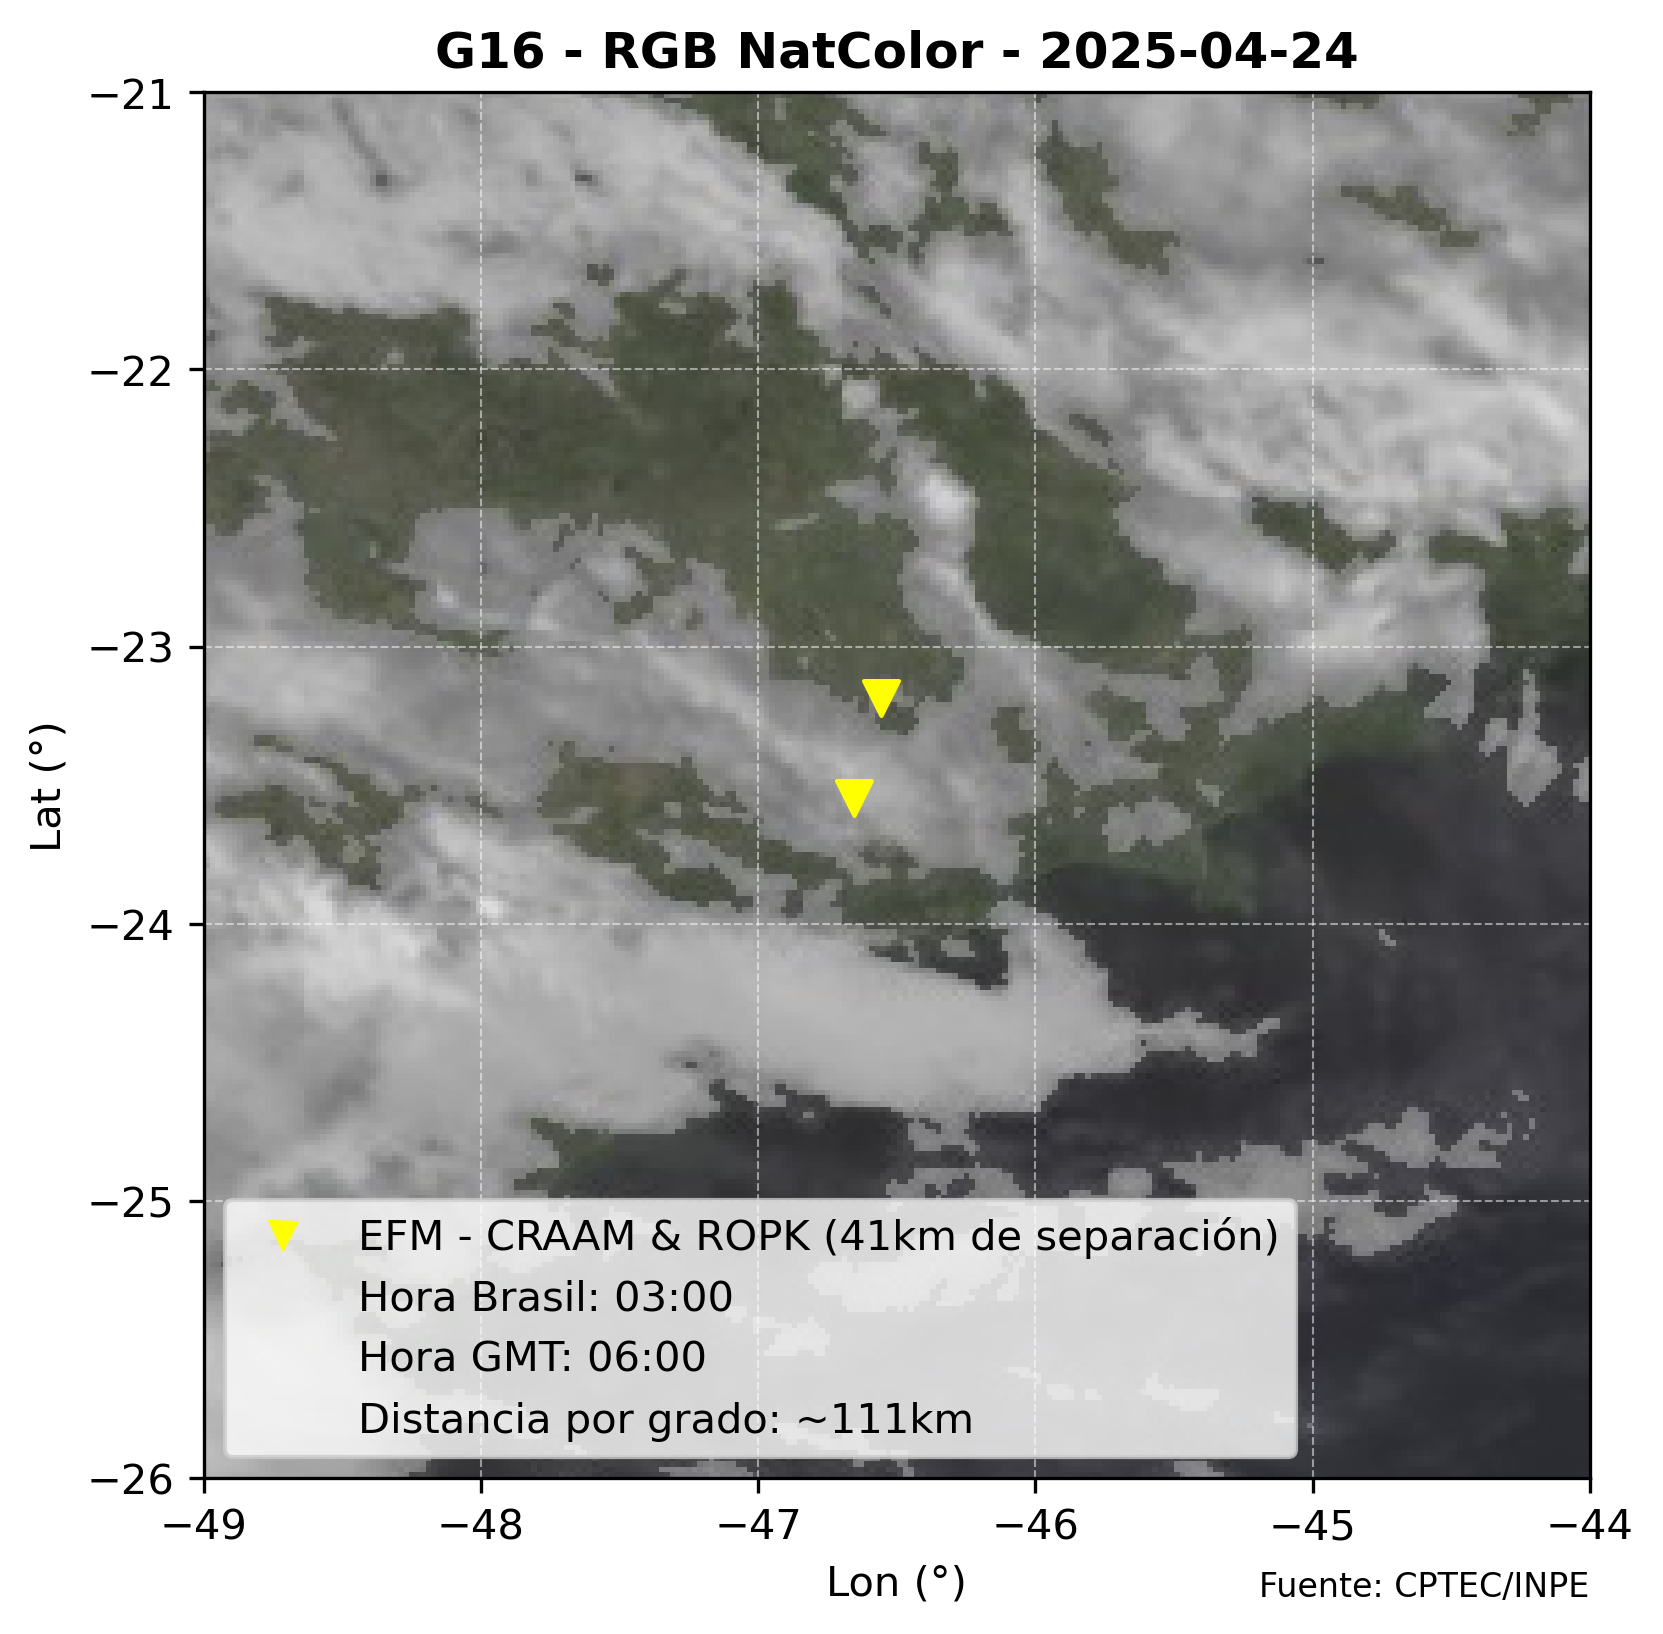 G16 - RGB NatColor - 2025-04-24
−21
−22
−23
−24
−25
−26
Lat (°)
EFM - CRAAM & ROPK (41km de separación)
Hora Brasil: 03:00
Hora GMT: 06:00
Distancia por grado: ~111km
−49 −48 −47 −46 −45 −44
Lon (°)
Fuente: CPTEC/INPE